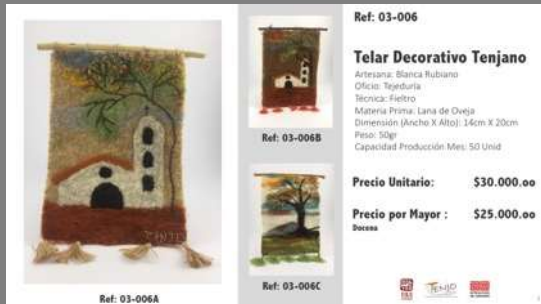 Ref: 03-006
Telar Decorativo Tenjano
Artesana: Blanca Rubiano
Oficio: Tejeduría
Técnica: Fieltro
Materia Prima: Lana de Oveja
Dimensión (Ancho X Alto): 14cm X 20cm
Peso: 50gr
Capacidad Producción Mes: 50 Unid
Precio Unitario: $30.000.oo
Precio por Mayor : $25.000.oo
Docena
TENJO
Ref: 03-006A
Ref: 03-006B
Ref: 03-006C
TENJO